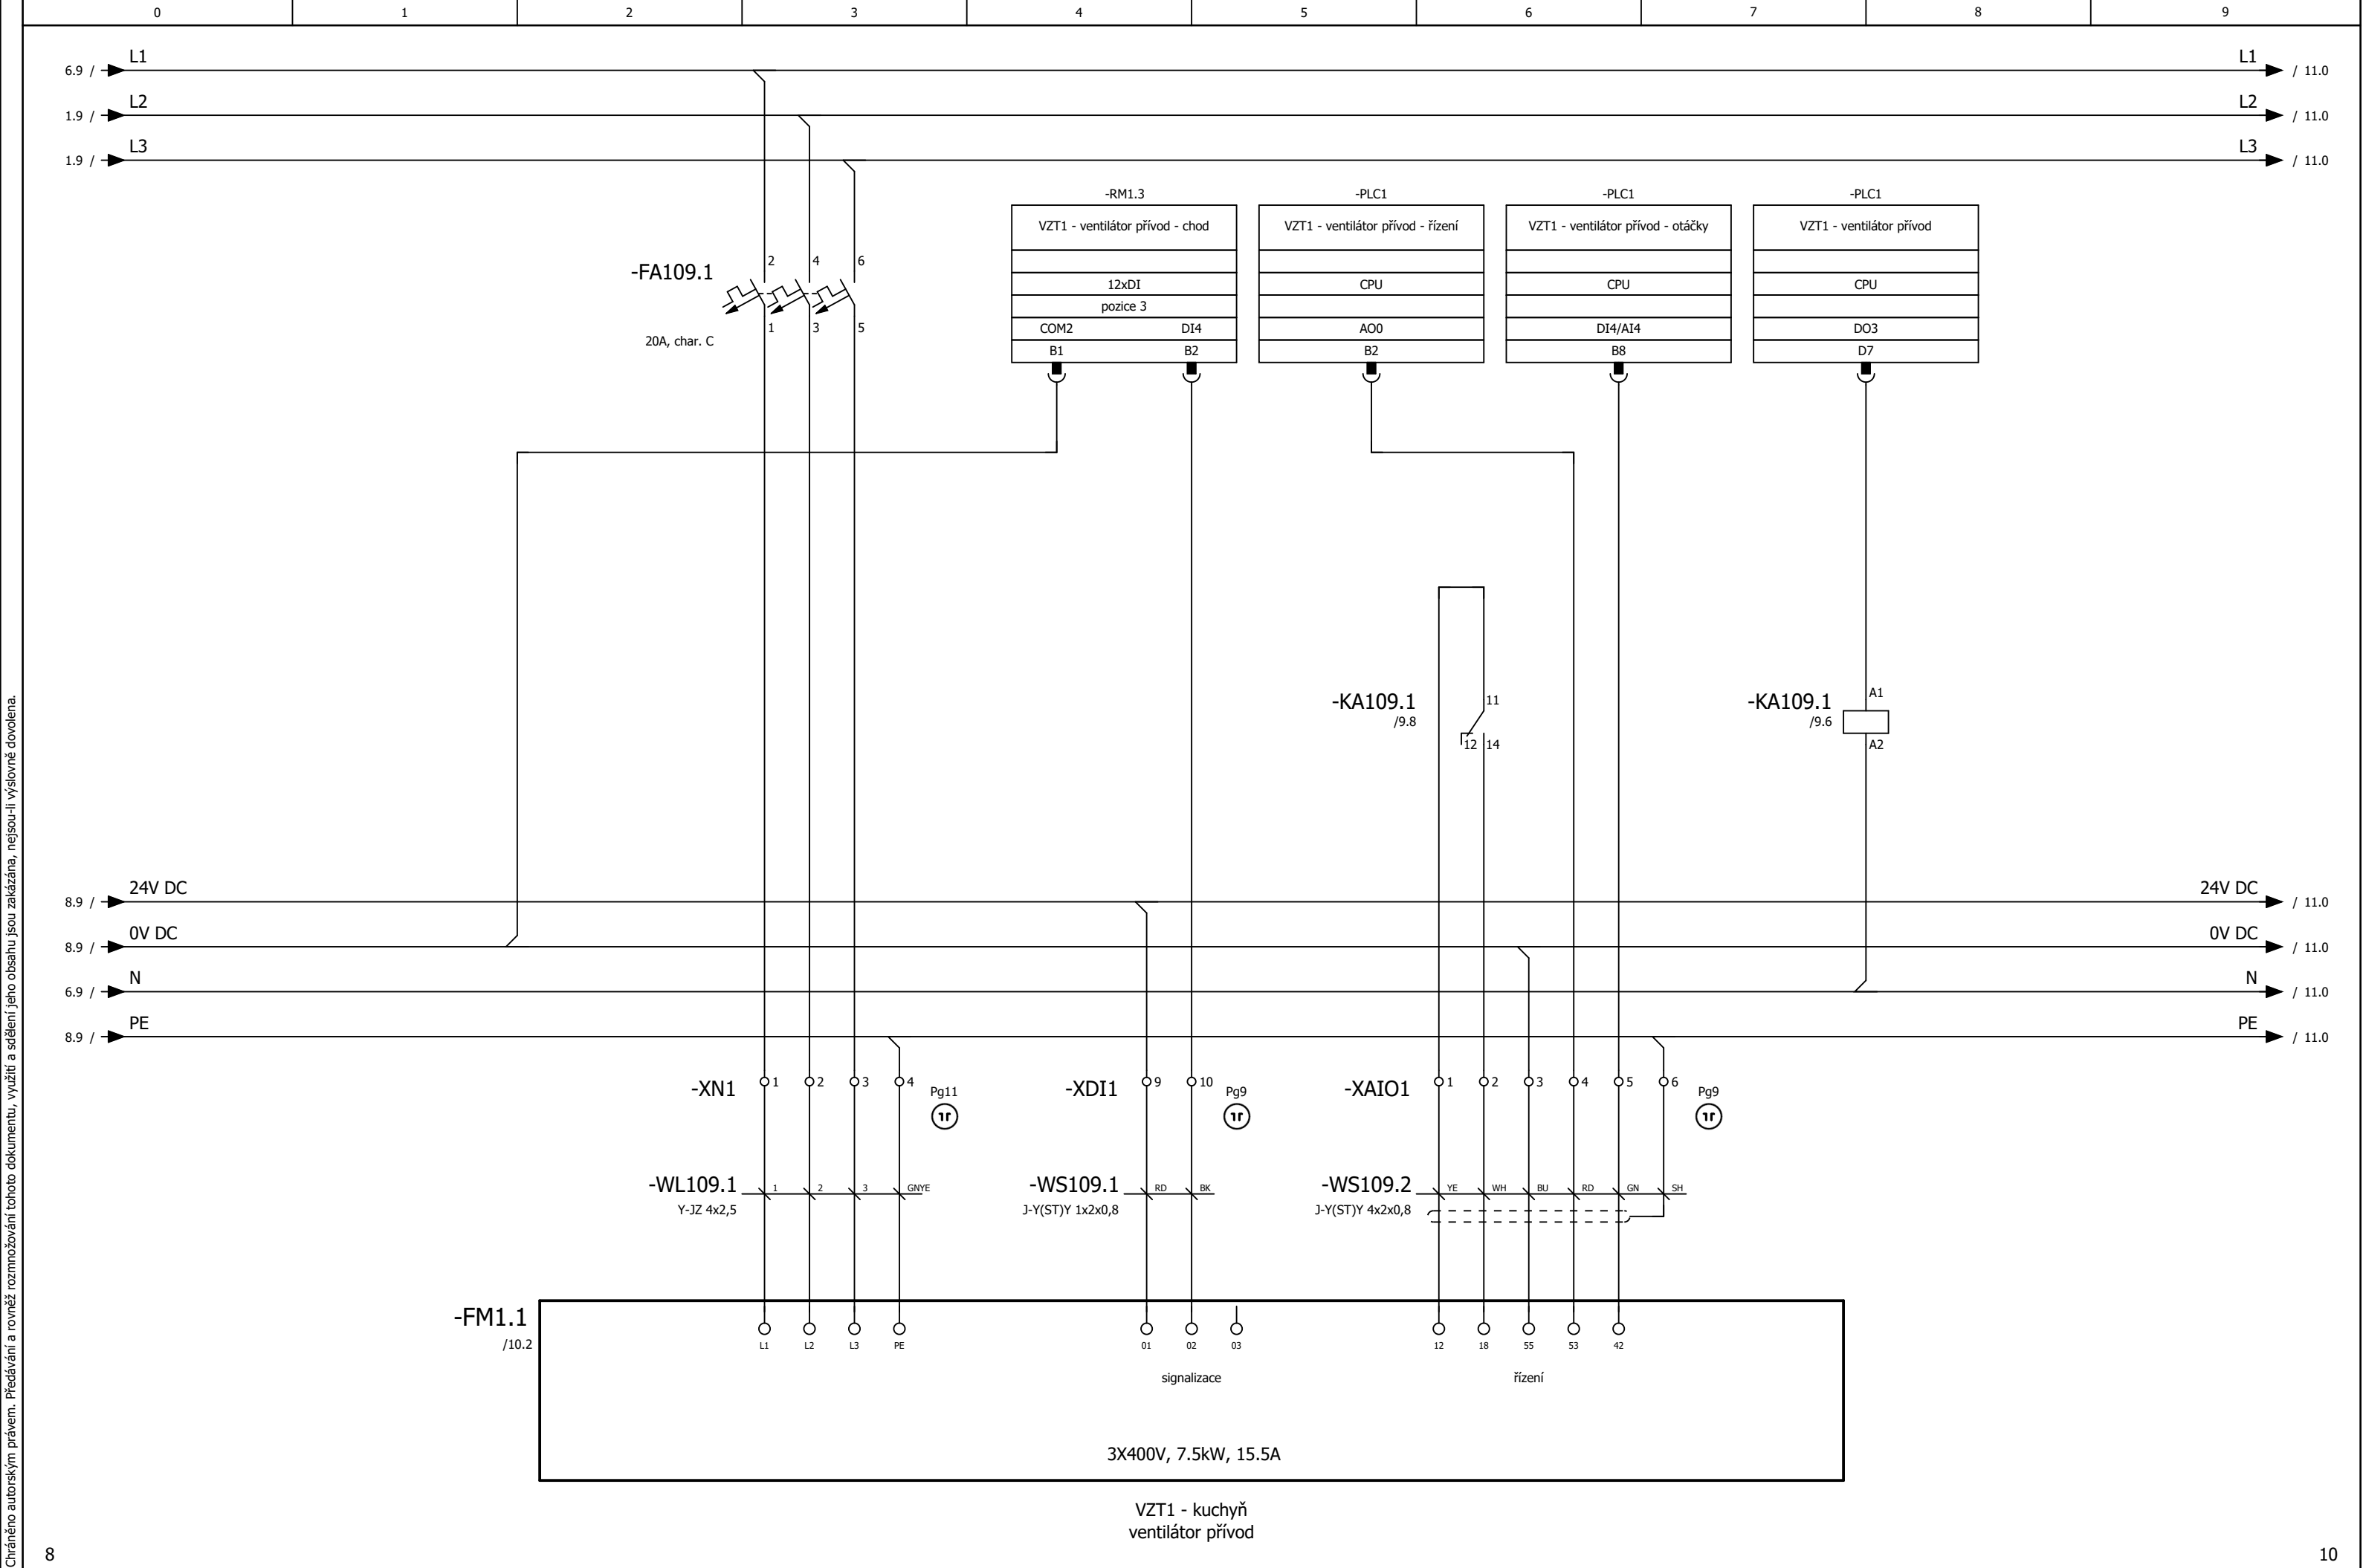 0 1 2 3 4 5 6 7 8 9
6.9 / L1 L1 / 11.0
1.9 / L2 L2 / 11.0
1.9 / L3 L3 / 11.0
-RM1.3 -PLC1 -PLC1 -PLC1
VZT1 - ventilátor přívod - chod VZT1 - ventilátor přívod - řízení VZT1 - ventilátor přívod - otáčky VZT1 - ventilátor přívod
-FA109.1 2 4 6
12xDI CPU CPU CPU
pozice 3
1 3 5 COM2 DI4 AO0 DI4/AI4 DO3
20A, char. C
B1 B2 B2 B8 D7
-KA109.1 11 -KA109.1 A1
/9.8 /9.6
12 14 A2
24V DC 24V DC
8.9 / / 11.0
0V DC 0V DC
8.9 / / 11.0
N N
6.9 / / 11.0
PE PE
8.9 / / 11.0
-XN1 1 2 3 4 Pg11 -XDI1 9 10 Pg9 -XAIO1 1 2 3 4 5 6 Pg9
-WL109.1 1 2 3 GNYE -WS109.1 RD BK -WS109.2 YE WH BU RD GN SH
Y-JZ 4x2,5 J-Y(ST)Y 1x2x0,8 J-Y(ST)Y 4x2x0,8
-FM1.1
/10.2 L1 L2 L3 PE 01 02 03 12 18 55 53 42
signalizace řízení
3X400V, 7.5kW, 15.5A
VZT1 - kuchyň
ventilátor přívod
8 10
Chráněno autorským právem. Předávání a rovněž rozmnožování tohoto dokumentu, využití a sdělení jeho obsahu jsou zakázána, nejsou-li výslovně dovolena.